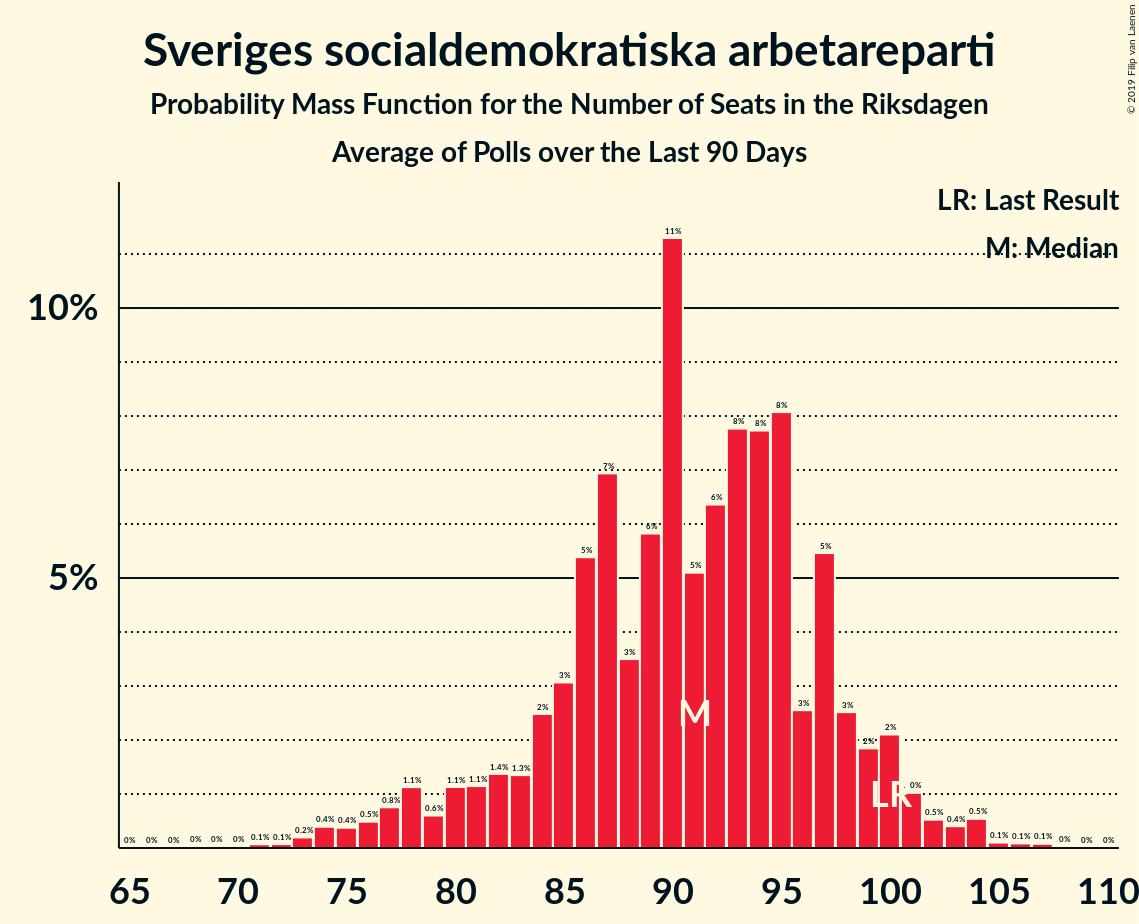 Sveriges socialdemokratiska arbetareparti
Probability Mass Function for the Number of Seats in the Riksdagen
Average of Polls over the Last 90 Days
© 2019 Filip van Laenen
LR: Last Result
M: Median
10%
5%
0% 0% 0% 0% 0% 0% 0.1% 0.1% 0.2% 0.4% 0.4% 0.5% 0.8% 1.1% 0.6% 1.1% 1.1% 1.4% 1.3% 2% 3% 5% 7% 3% 6% 11% 5% 6% 8% 8% 8% 3% 5% 3% 2% 2% 0% 0.5% 0.4% 0.5% 0.1% 0.1% 0.1% 0% 0% 0%
M
LR
65 70 75 80 85 90 95 100 105 110